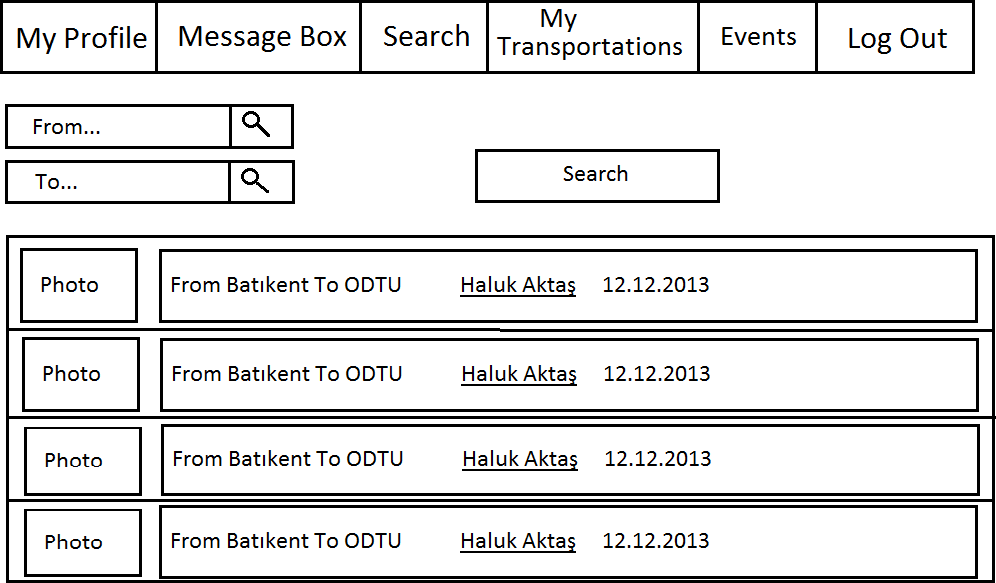 My Profile Message Box Search My Transportations Events Log Out
From...
To...
Search
Photo From Batıkent To ODTU Haluk Aktaş 12.12.2013
Photo From Batıkent To ODTU Haluk Aktaş 12.12.2013
Photo From Batıkent To ODTU Haluk Aktaş 12.12.2013
Photo From Batıkent To ODTU Haluk Aktaş 12.12.2013